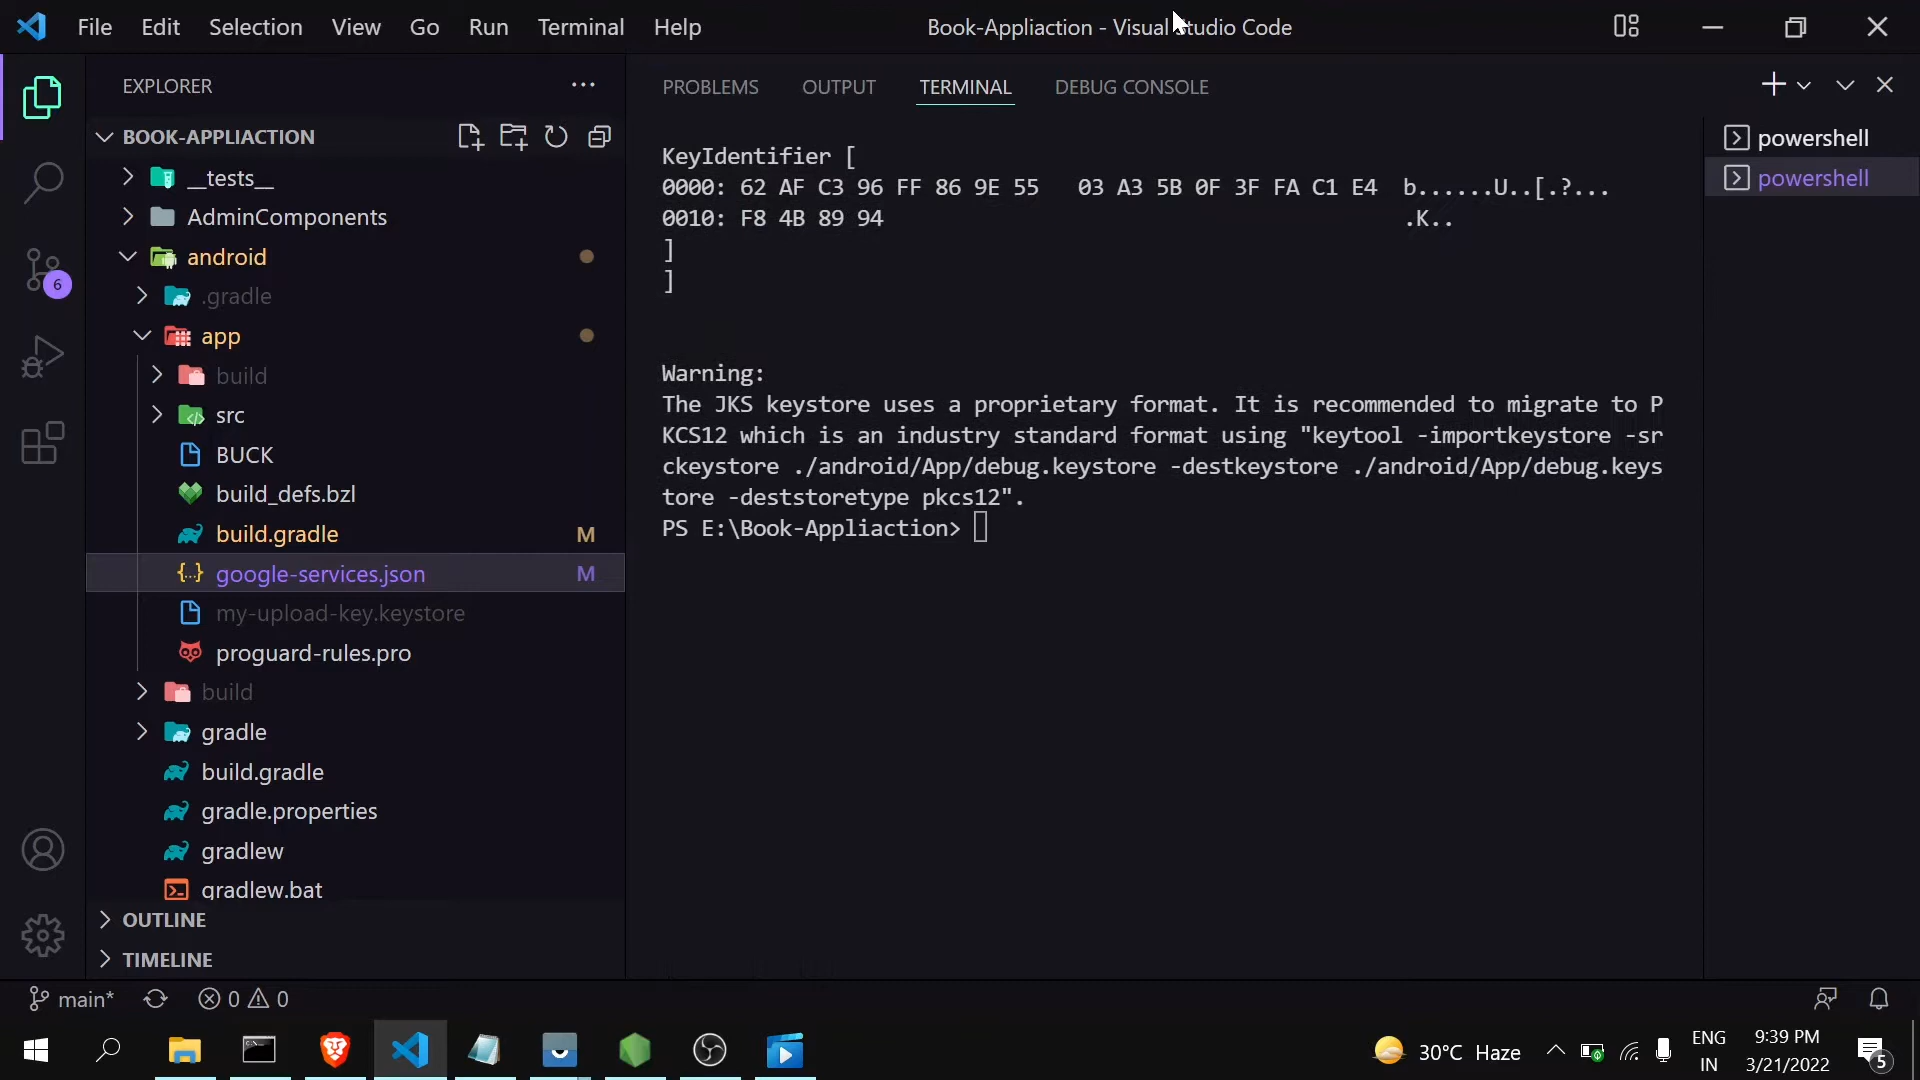 File Edit Selection View Go Run Terminal Help
Book-Appliaction - Visual Studio Code
EXPLORER
BOOK-APPLIACTION
__tests__
AdminComponents
android
.gradle
app
build
src
BUCK
build_defs.bzl
build.gradle M
google-services.json M
my-upload-key.keystore
proguard-rules.pro
build
gradle
build.gradle
gradle.properties
gradlew
gradlew.bat
OUTLINE
TIMELINE
6
PROBLEMS OUTPUT TERMINAL DEBUG CONSOLE
KeyIdentifier [
0000: 62 AF C3 96 FF 86 9E 55   03 A3 5B 0F 3F FA C1 E4  b......U..[.?...
0010: F8 4B 89 94                                        .K..
]
]
Warning:
The JKS keystore uses a proprietary format. It is recommended to migrate to P
KCS12 which is an industry standard format using "keytool -importkeystore -sr
ckeystore ./android/App/debug.keystore -destkeystore ./android/App/debug.keys
tore -deststoretype pkcs12".
PS E:\Book-Appliaction>
powershell
powershell
main* 0 0
30°C Haze
ENG
IN
9:39 PM
3/21/2022
5